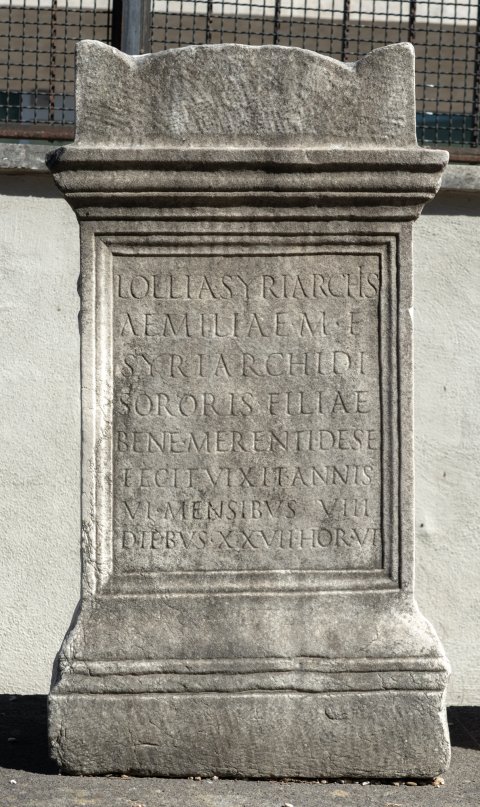 LOLLIA SYRIARCHIS
AEMILIAE M · F
SYRIARCHIDI
SORORIS FILIAE
BENE · MERENTI DE SE
FECIT VIXIT ANNIS
VI · MENSIBVS VIII
DIEBVS · XXVII HOR · VI